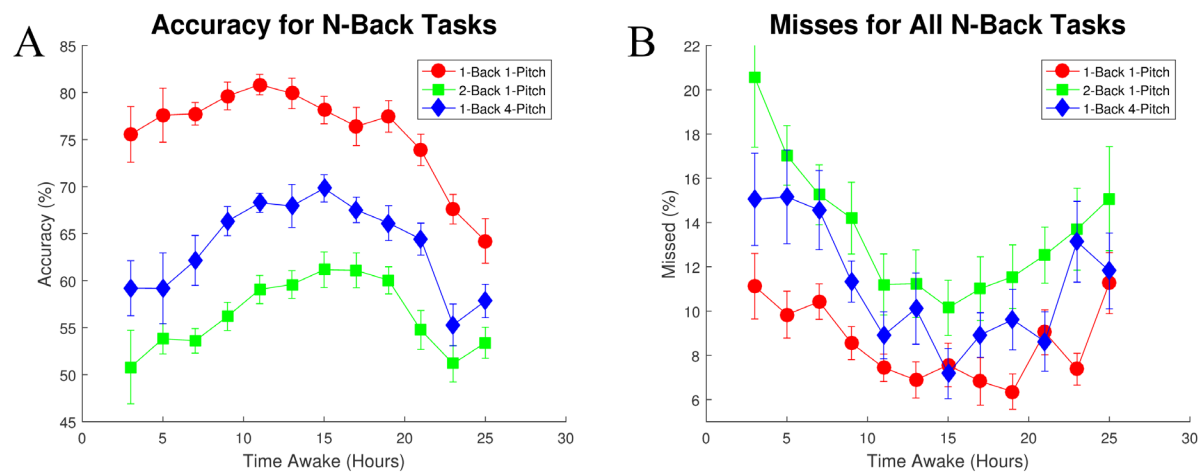 A
Accuracy for N-Back Tasks
85
80
75
70
65
60
55
50
45
Accuracy (%)
1-Back 1-Pitch
2-Back 1-Pitch
1-Back 4-Pitch
0
5
10
15
20
25
30
Time Awake (Hours)
B
Misses for All N-Back Tasks
22
20
18
16
14
12
10
8
6
Missed (%)
1-Back 1-Pitch
2-Back 1-Pitch
1-Back 4-Pitch
0
5
10
15
20
25
30
Time Awake (Hours)